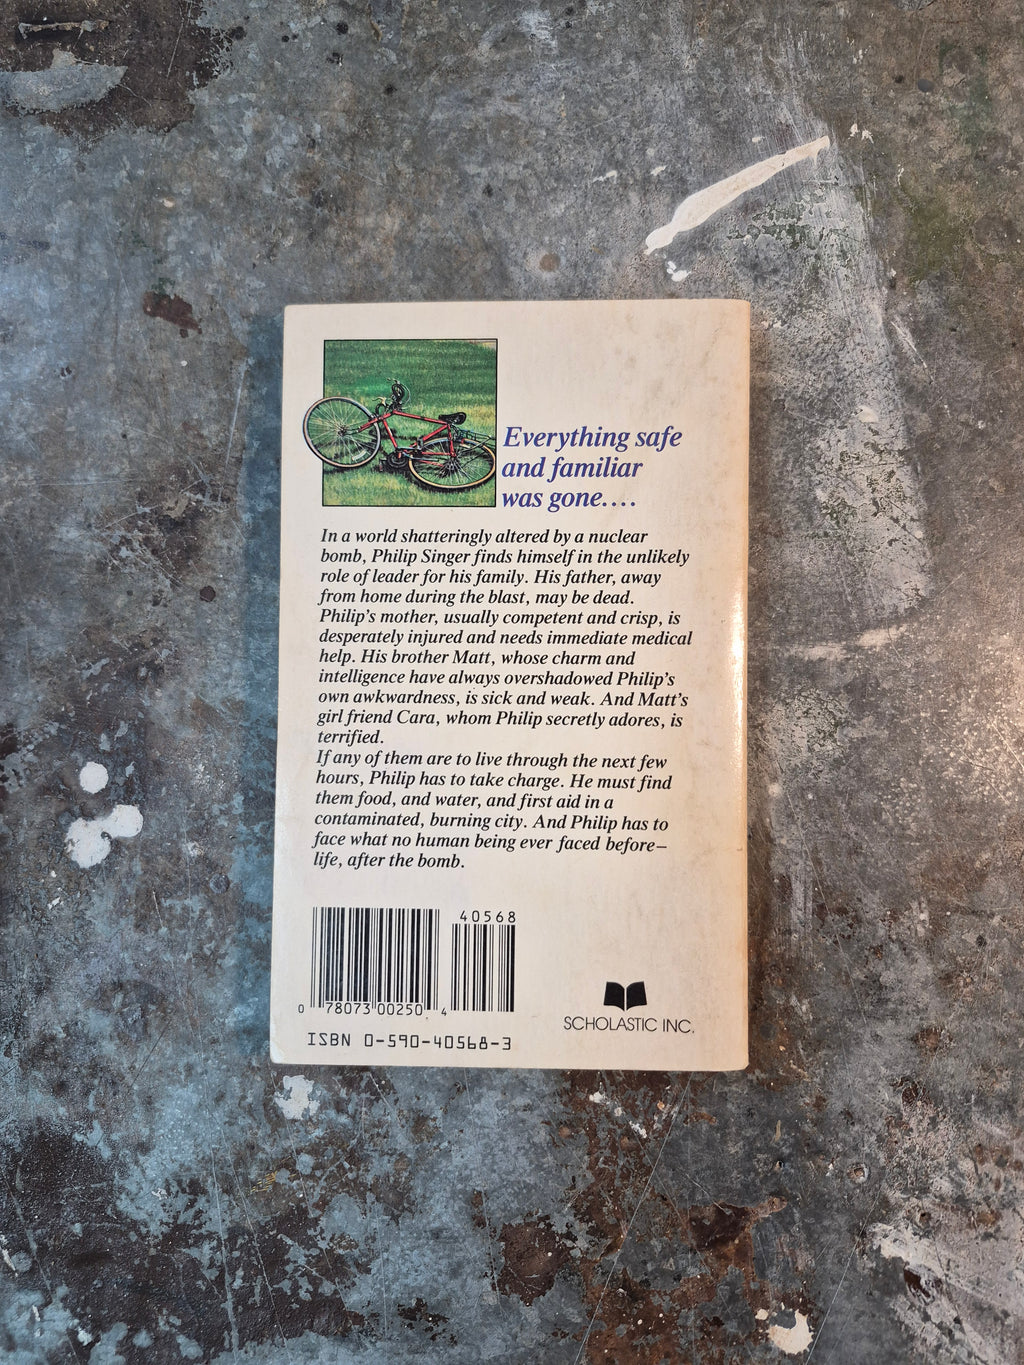 Everything safe
and familiar
was gone....
In a world shatteringly altered by a nuclear
bomb, Philip Singer finds himself in the unlikely
role of leader for his family. His father, away
from home during the blast, may be dead.
Philip's mother, usually competent and crisp, is
desperately injured and needs immediate medical
help. His brother Matt, whose charm and
intelligence have always overshadowed Philip's
own awkwardness, is sick and weak. And Matt's
girl friend Cara, whom Philip secretly adores, is
terrified.
If any of them are to live through the next few
hours, Philip has to take charge. He must find
them food, and water, and first aid in a
contaminated, burning city. And Philip has to
face what no human being ever faced before—
life, after the bomb.
40568
0 78073 00250 4
ISBN 0-590-40568-3
SCHOLASTIC INC.